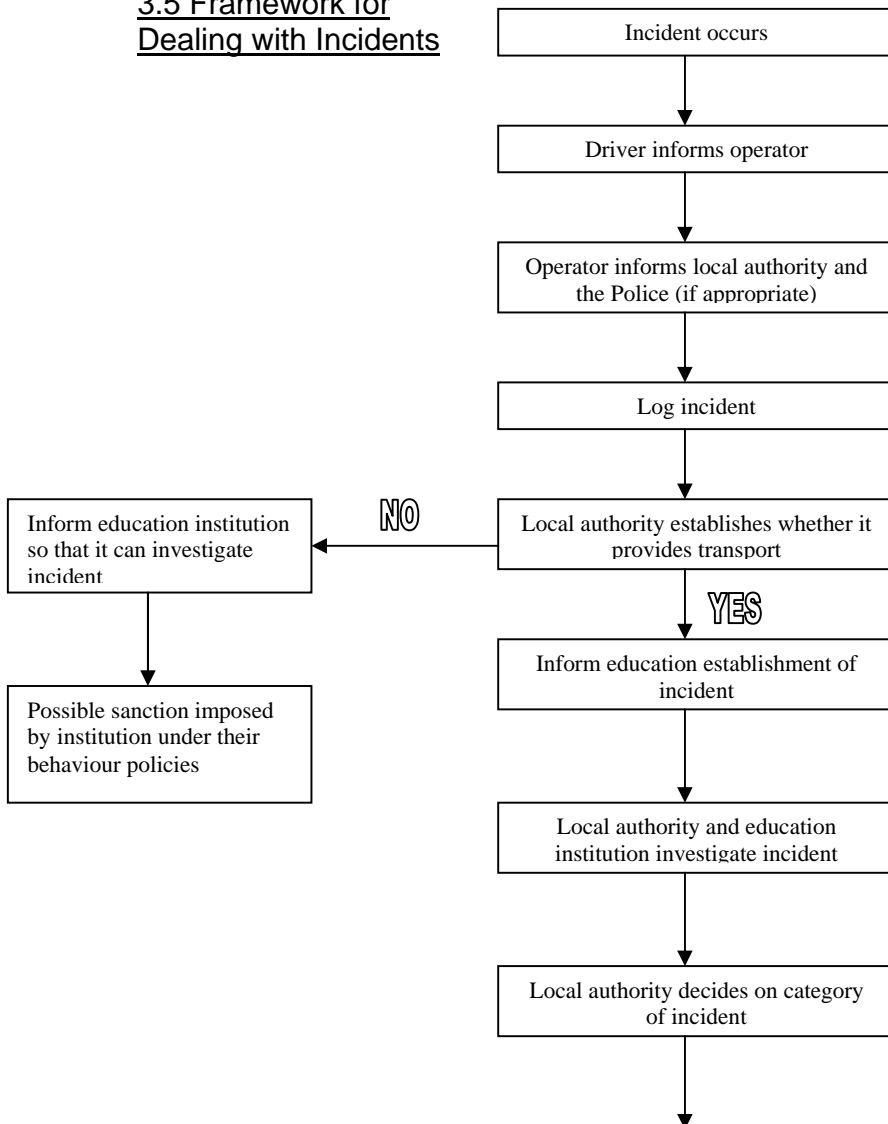 3.5 Framework for
Dealing with Incidents
Incident occurs
Driver informs operator
Operator informs local authority and
the Police (if appropriate)
Log incident
Local authority establishes whether it
provides transport
NO
Inform education institution
so that it can investigate
incident
Possible sanction imposed
by institution under their
behaviour policies
YES
Inform education establishment of
incident
Local authority and education
institution investigate incident
Local authority decides on category
of incident